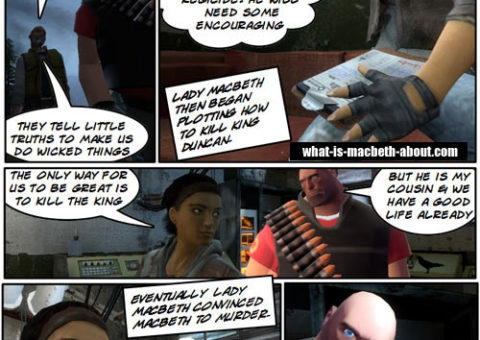 REGICIDE. HE WILL
NEED SOME
ENCOURAGING
THEY TELL LITTLE
TRUTHS TO MAKE US
DO WICKED THINGS
LADY MACBETH
THEN BEGAN
PLOTTING HOW
TO KILL KING
DUNCAN.
what-is-macbeth-about.com
THE ONLY WAY FOR
US TO BE GREAT IS
TO KILL THE KING
BUT HE IS MY
COUSIN & WE
HAVE A GOOD
LIFE ALREADY
EVENTUALLY LADY
MACBETH CONVINCED
MACBETH TO MURDER.